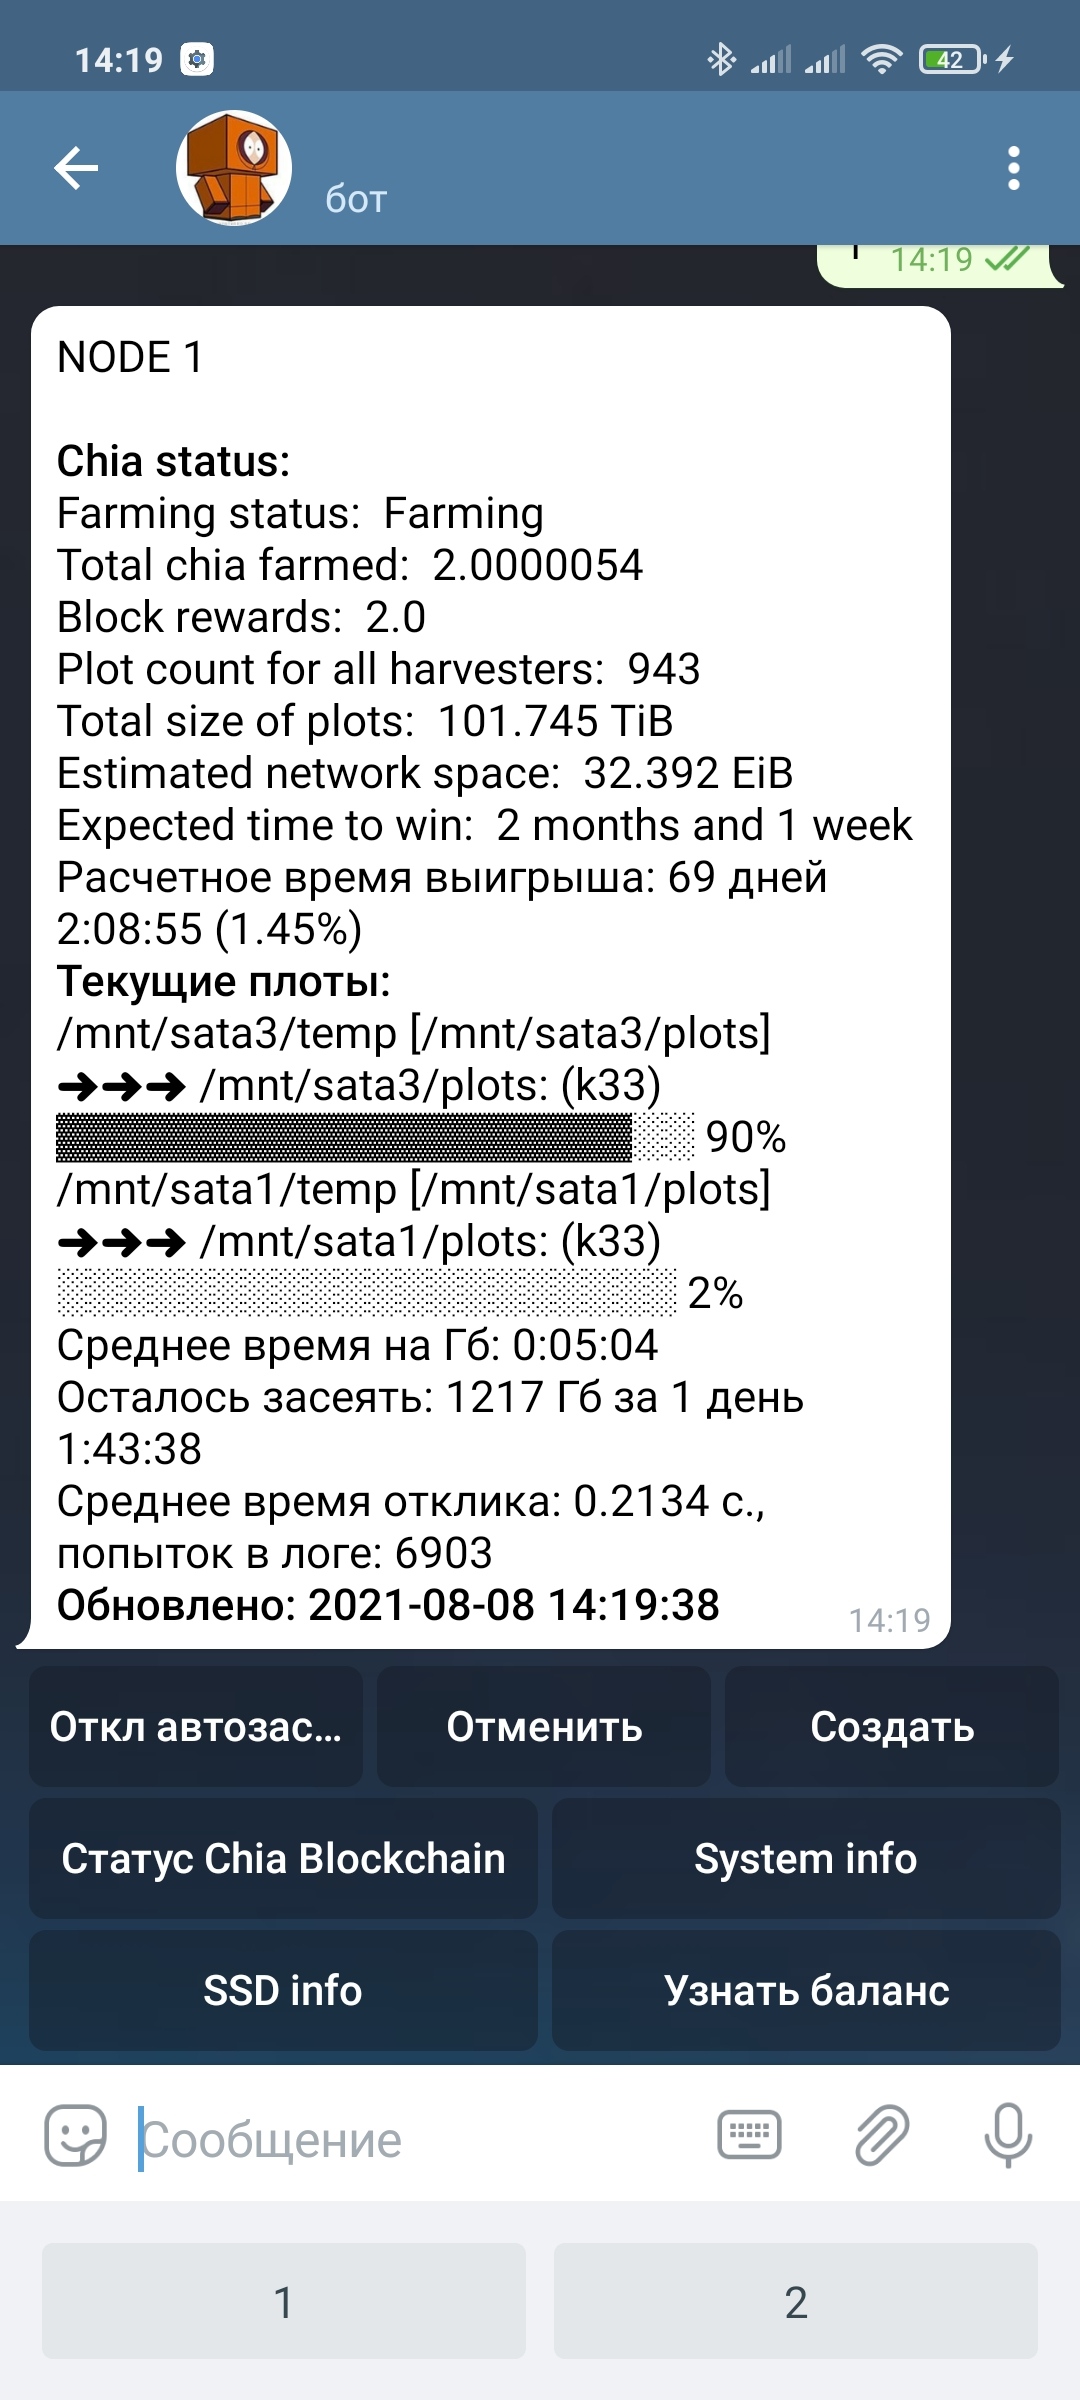 14:19
42
бот
14:19
NODE 1
Chia status:
Farming status:  Farming
Total chia farmed:  2.0000054
Block rewards:  2.0
Plot count for all harvesters:  943
Total size of plots:  101.745 TiB
Estimated network space:  32.392 EiB
Expected time to win:  2 months and 1 week
Расчетное время выигрыша: 69 дней
2:08:55 (1.45%)
Текущие плоты:
/mnt/sata3/temp [/mnt/sata3/plots]
➔➔➔ /mnt/sata3/plots: (k33)
90%
/mnt/sata1/temp [/mnt/sata1/plots]
➔➔➔ /mnt/sata1/plots: (k33)
2%
Среднее время на Гб: 0:05:04
Осталось засеять: 1217 Гб за 1 день
1:43:38
Среднее время отклика: 0.2134 с.,
попыток в логе: 6903
Обновлено: 2021-08-08 14:19:38
14:19
Откл автозас... Отменить Создать
Статус Chia Blockchain System info
SSD info Узнать баланс
Сообщение
1 2